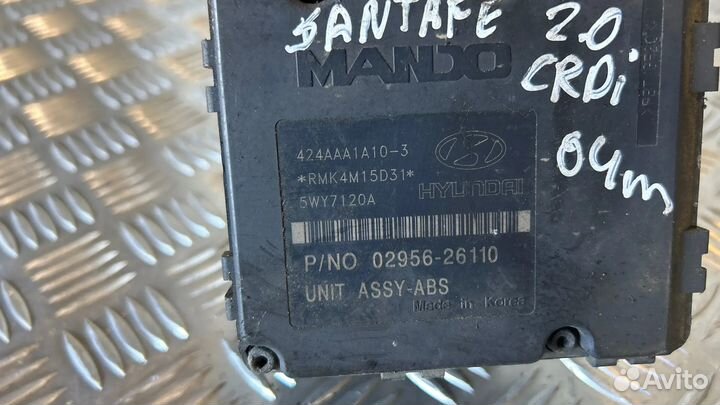 SANTAFE 2.0
MANDO
CRDi
04m
424AAA1A10-3
*RMK4M15D31*
5WY7120A
HYUNDAI
P/NO 02956-26110
UNIT ASSY-ABS
Made in Korea
Avito